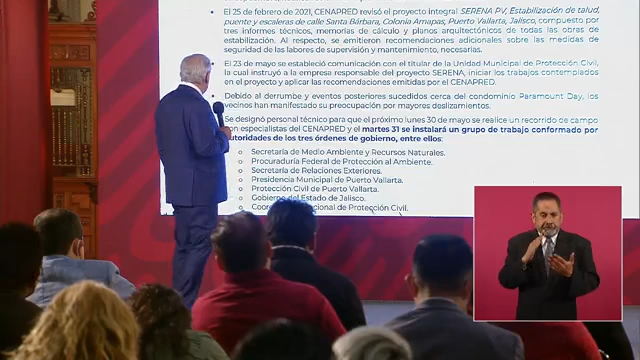 El 25 de febrero de 2021, CENAPRED revisó el proyecto integral SERENA PV, Estabilización de talud,
puente y escaleras de calle Santa Bárbara, Colonia Amapas, Puerto Vallarta, Jalisco, compuesto por
tres informes técnicos, memorias de cálculo y planos arquitectónicos de todas las obras de
estabilización. Al respecto, se emitieron recomendaciones adicionales sobre las medidas de
seguridad de las labores de supervisión y mantenimiento, necesarias.
El 23 de mayo se estableció comunicación con el titular de la Unidad Municipal de Protección Civil,
la cual instruyó a la empresa responsable del proyecto SERENA, iniciar los trabajos contemplados
en el proyecto y aplicar las recomendaciones emitidas por el CENAPRED.
Debido al derrumbe y eventos posteriores sucedidos cerca del condominio Paramount Day, los
vecinos han manifestado su preocupación por mayores deslizamientos.
Se designó personal técnico para que el próximo lunes 30 de mayo se realice un recorrido de campo
con especialistas del CENAPRED y el martes 31 se instalará un grupo de trabajo conformado por
autoridades de los tres órdenes de gobierno, entre ellos:
Secretaría de Medio Ambiente y Recursos Naturales.
Procuraduría Federal de Protección al Ambiente.
Secretaría de Relaciones Exteriores.
Presidencia Municipal de Puerto Vallarta.
Protección Civil de Puerto Vallarta.
Gobierno del Estado de Jalisco.
Nacional de Protección Civil.